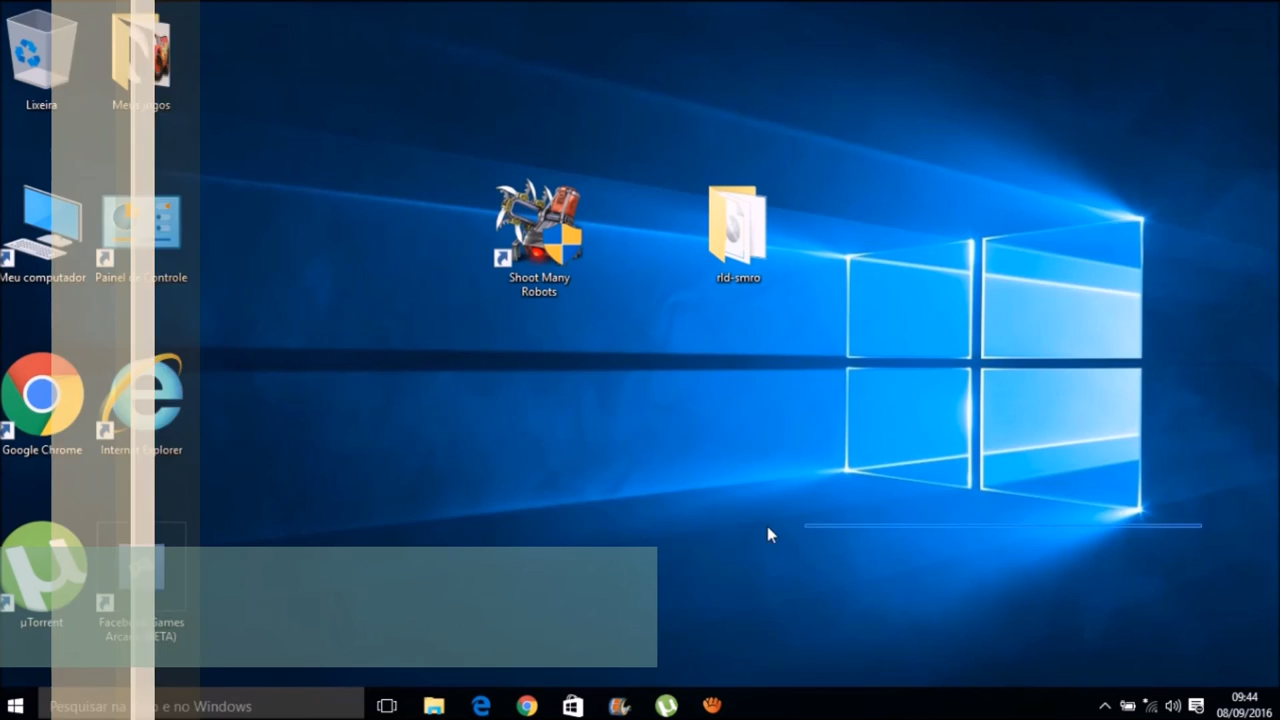 Lixeira
Meus jogos
Meu computador
Painel de Controle
Shoot Many
Robots
rld-smro
Google Chrome
Internet Explorer
µTorrent
Facebook Games
Arcade (BETA)
Pesquisar na Web e no Windows
09:44
08/09/2016